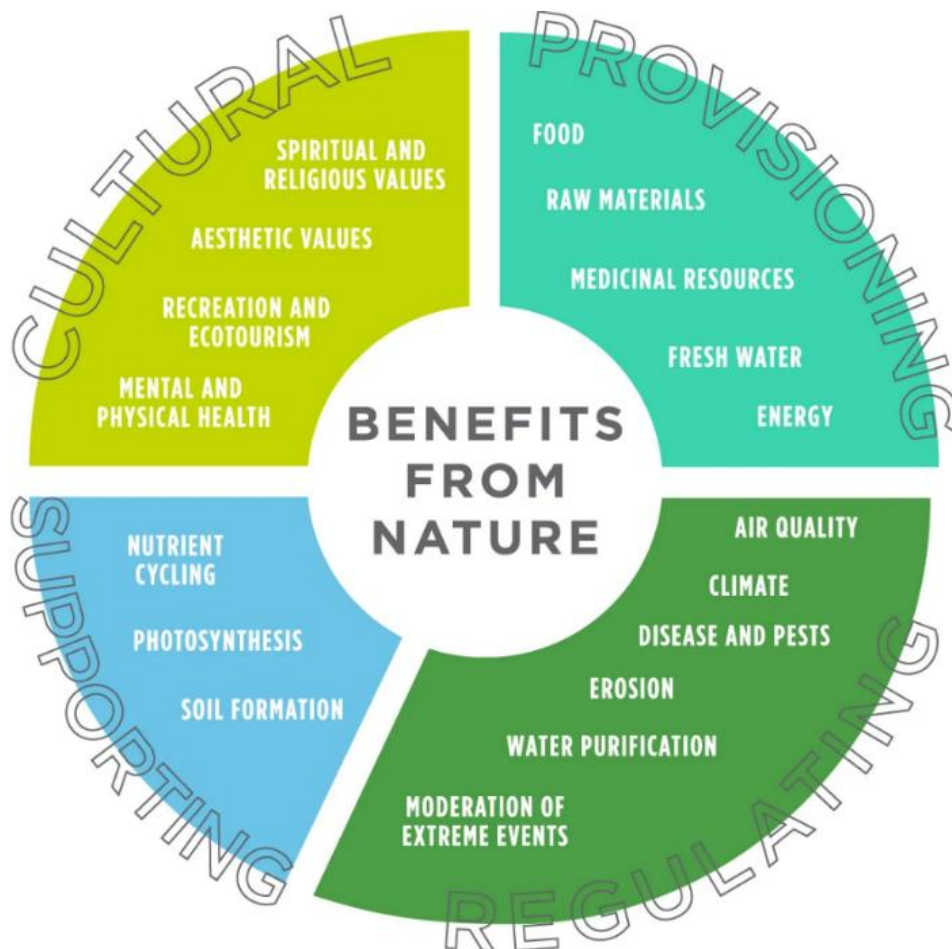 CULTURAL
SPIRITUAL AND
RELIGIOUS VALUES
AESTHETIC VALUES
RECREATION AND
ECOTOURISM
MENTAL AND
PHYSICAL HEALTH
PROVISIONING
FOOD
RAW MATERIALS
MEDICINAL RESOURCES
FRESH WATER
ENERGY
BENEFITS
FROM
NATURE
SUPPORTING
NUTRIENT
CYCLING
PHOTOSYNTHESIS
SOIL FORMATION
REGULATING
AIR QUALITY
CLIMATE
DISEASE AND PESTS
EROSION
WATER PURIFICATION
MODERATION OF
EXTREME EVENTS